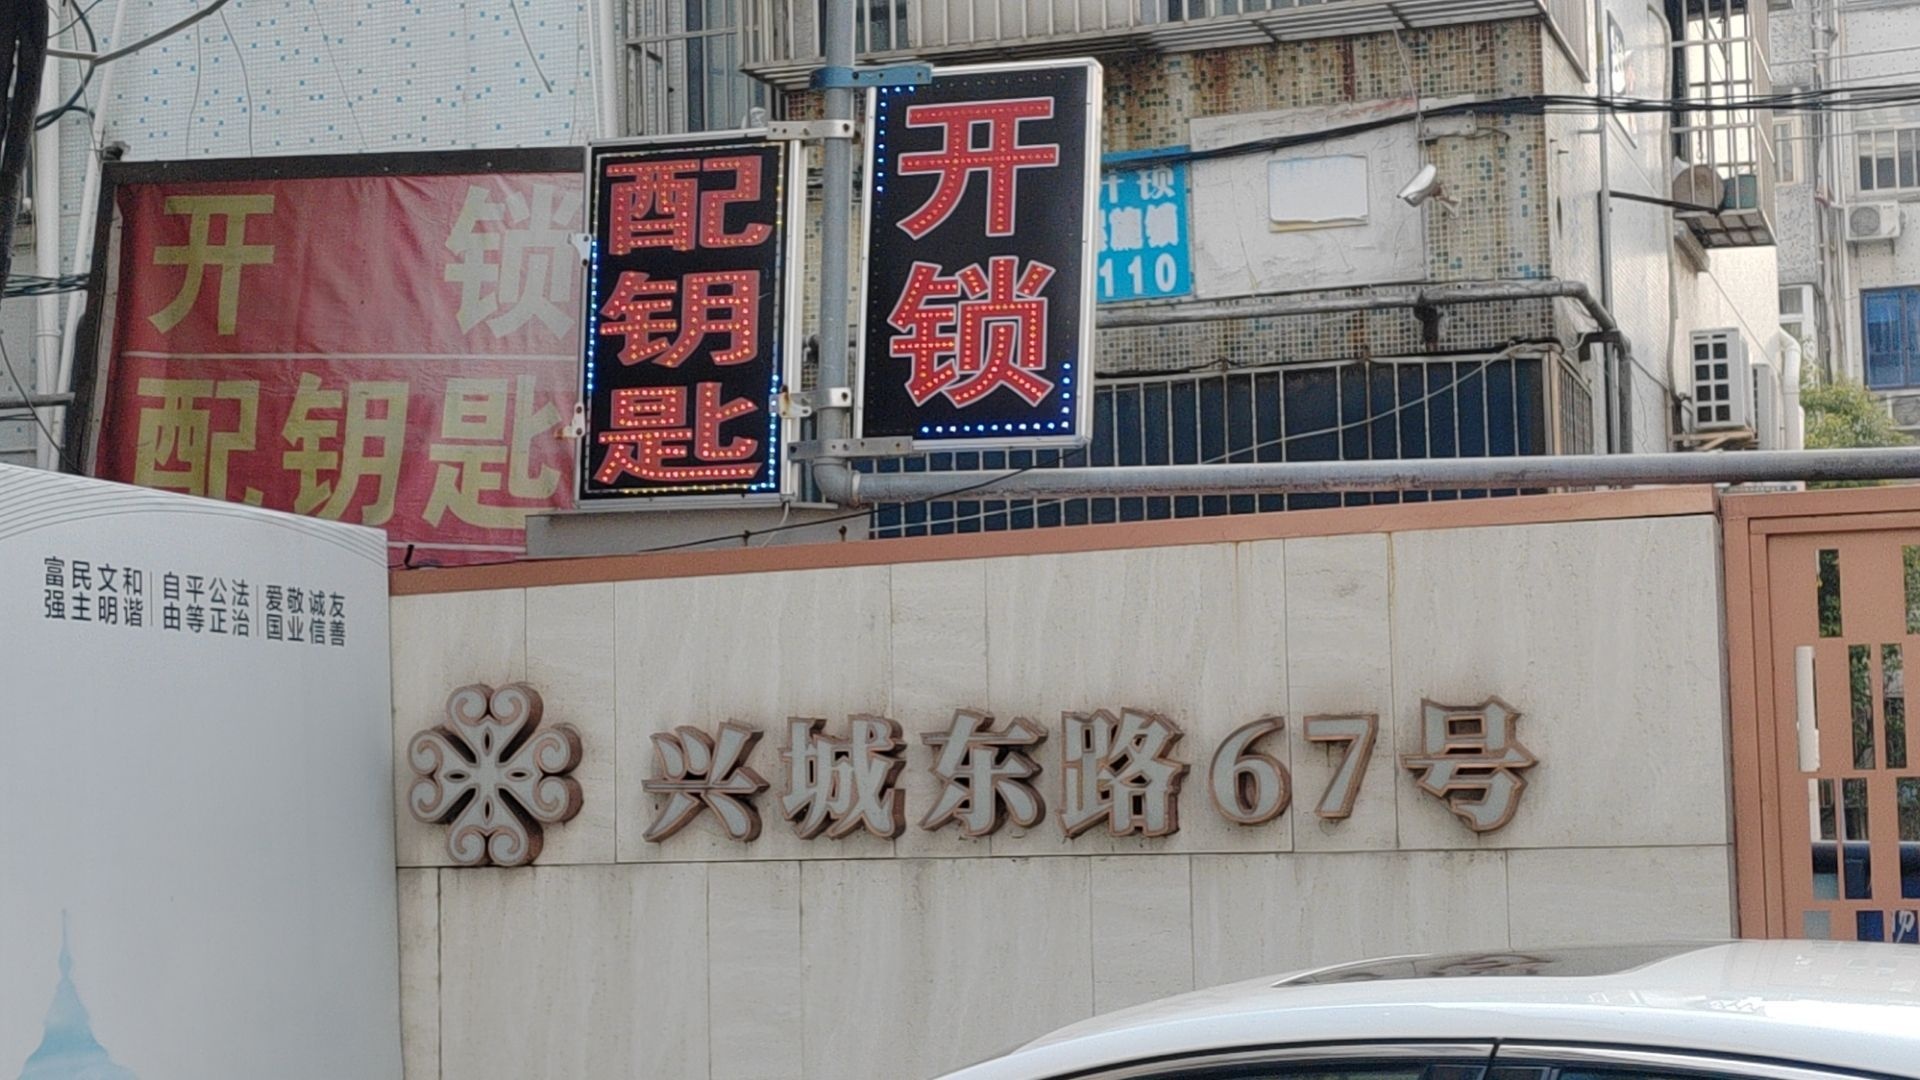 开锁
配钥匙
配钥匙
开锁
开锁
110
富强 民主 文明 和谐 | 自由 平等 公正 法治 | 爱国 敬业 诚信 友善
兴城东路67号